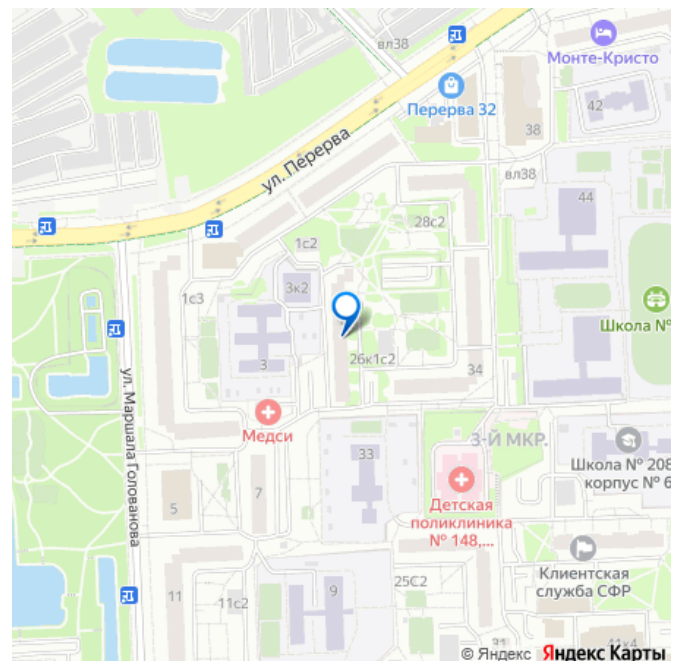 вл38
Монте-Кристо
Перерва 32
42
38
ул. Перерва
вл38
44
28с2
1с2
3к2
1с3
Школа №
26к1с2
3
34
ул. Маршала Голованова
Медси
3-Й МКР.
33
Школа № 208
корпус № 6
7
5
Детская
поликлиника
№ 148,...
Клиентская
служба СФР
25С2
9
11
11с2
31
41к4
© Яндекс Яндекс Карты